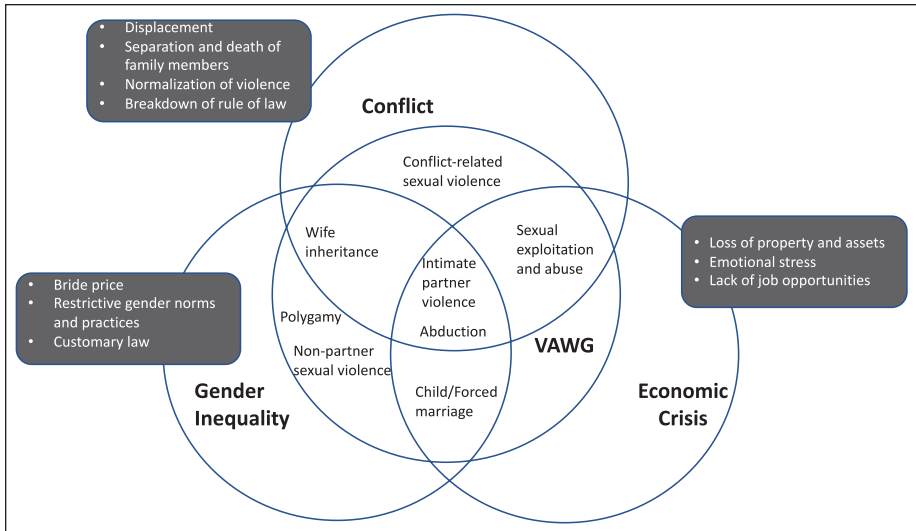 • Displacement
• Separation and death of
family members
• Normalization of violence
• Breakdown of rule of law
Conflict
Conflict-related
sexual violence
Wife
inheritance
Sexual
exploitation
and abuse
• Loss of property and assets
• Emotional stress
• Lack of job opportunities
Intimate
partner
violence
• Bride price
• Restrictive gender norms
and practices
• Customary law
Polygamy
Abduction
Non-partner
sexual violence
VAWG
Gender
Inequality
Child/Forced
marriage
Economic
Crisis